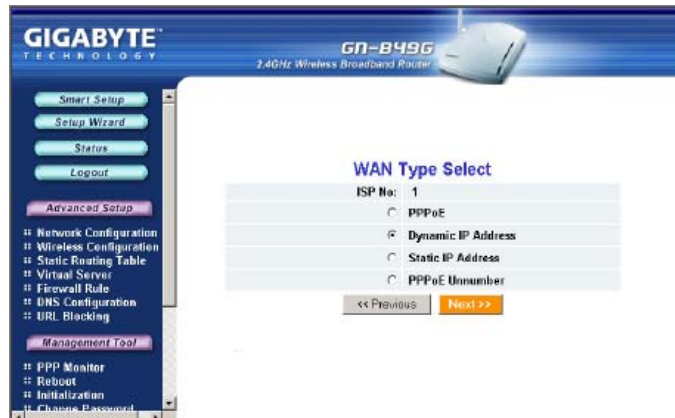 GIGABYTE
TECHNOLOGY
GN-B49G
2.4GHz Wireless Broadband Router
Smart Setup
Setup Wizard
Status
Logout
Advanced Setup
Network Configuration
Wireless Configuration
Static Routing Table
Virtual Server
Firewall Rule
DNS Configuration
URL Blocking
Management Tool
PPP Monitor
Reboot
Initialization
Change Password
WAN Type Select
ISP No: 1
PPPoE
Dynamic IP Address
Static IP Address
PPPoE Unnumber
<< Previous
Next >>